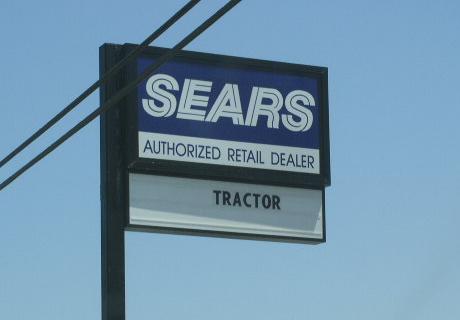 SEARS
AUTHORIZED RETAIL DEALER
TRACTOR